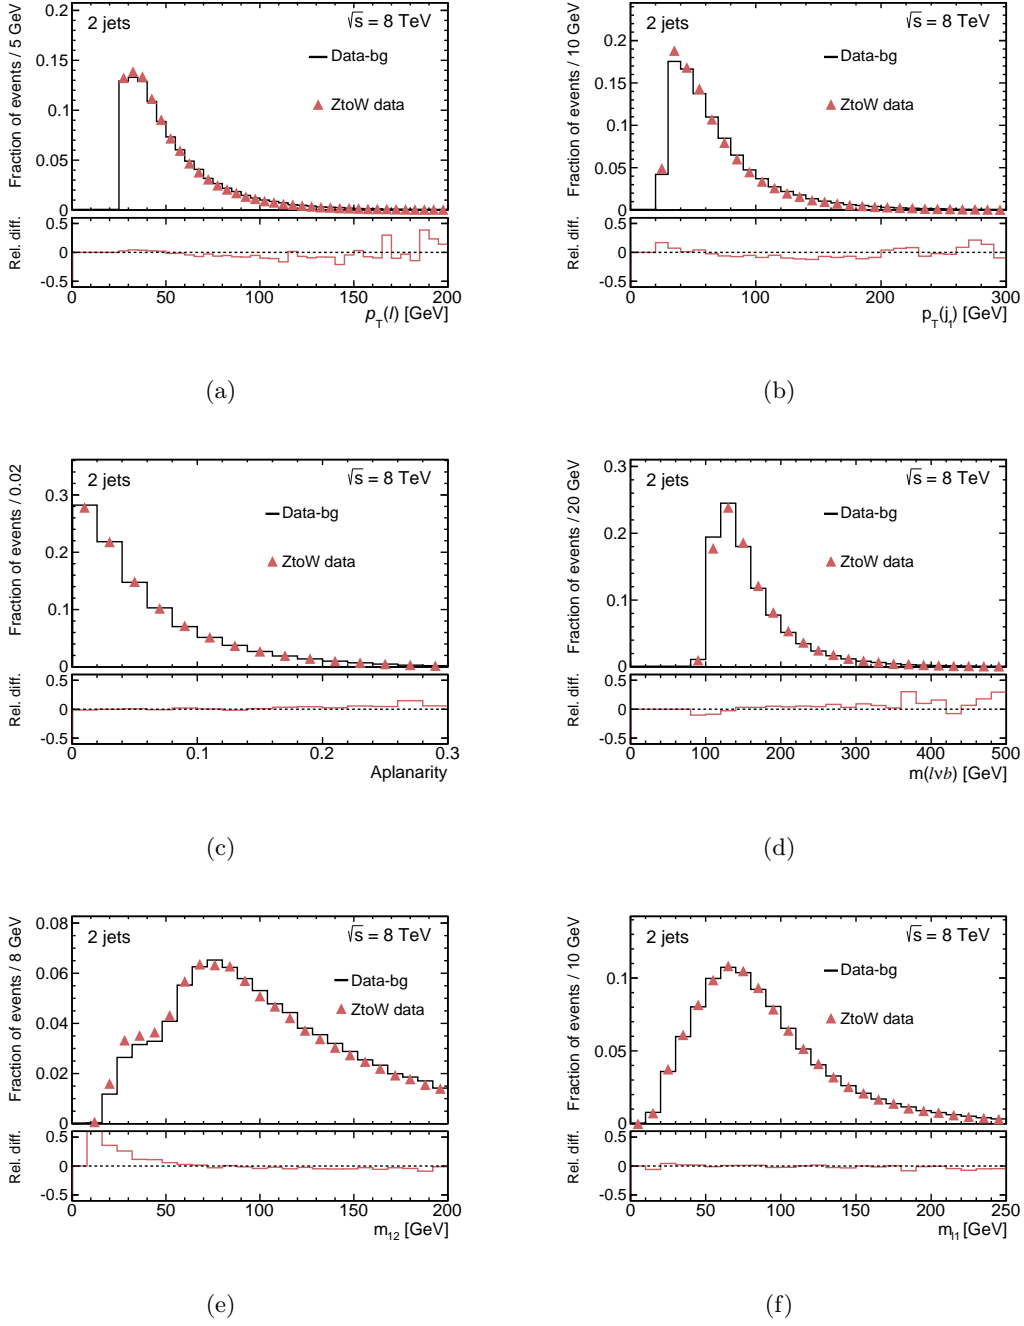 Fraction of events / 5 GeV
0.2
0.15
0.1
0.05
0
2 jets
√s = 8 TeV
Data-bg
ZtoW data
Rel. diff.
0.5
0
-0.5
0 50 100 150 200
p_T(l) [GeV]
(a)
Fraction of events / 10 GeV
0.2
0.15
0.1
0.05
0
2 jets
√s = 8 TeV
Data-bg
ZtoW data
Rel. diff.
0.5
0
-0.5
0 100 200 300
p_T(j_1) [GeV]
(b)
Fraction of events / 0.02
0.3
0.2
0.1
0
2 jets
√s = 8 TeV
Data-bg
ZtoW data
Rel. diff.
0.5
0
-0.5
0 0.1 0.2 0.3
Aplanarity
(c)
Fraction of events / 20 GeV
0.3
0.2
0.1
0
2 jets
√s = 8 TeV
Data-bg
ZtoW data
Rel. diff.
0.5
0
-0.5
0 100 200 300 400 500
m(lνb) [GeV]
(d)
Fraction of events / 8 GeV
0.08
0.06
0.04
0.02
0
2 jets
√s = 8 TeV
Data-bg
ZtoW data
Rel. diff.
0.5
0
-0.5
0 50 100 150 200
m_12 [GeV]
(e)
Fraction of events / 10 GeV
0.1
0.05
0
2 jets
√s = 8 TeV
Data-bg
ZtoW data
Rel. diff.
0.5
0
-0.5
0 50 100 150 200 250
m_l1 [GeV]
(f)